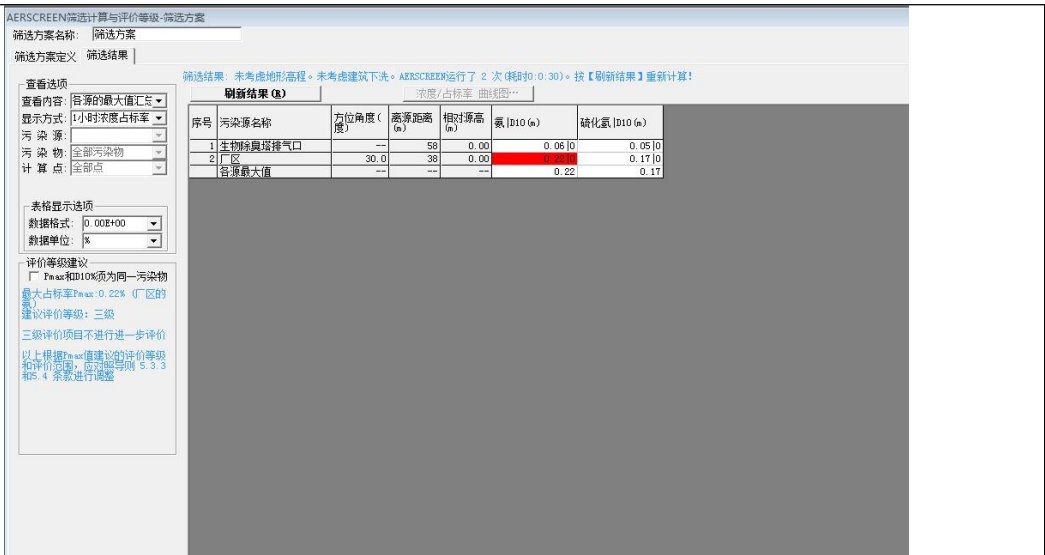 AERSCREEN筛选计算与评价等级-筛选方案
筛选方案名称: 筛选方案
筛选方案定义 筛选结果
筛选结果: 未考虑地形高程。未考虑建筑下洗。AERSCREEN运行了 2 次(耗时0:0:30)。按【刷新结果】重新计算!
查看选项
查看内容: 各源的最大值汇总
显示方式: 1小时浓度占标率
污 染 源:
污 染 物: 全部污染物
计 算 点: 全部点
表格显示选项
数据格式: 0.00E+00
数据单位: %
评价等级建议
Pmax和D10%须为同一污染物
最大占标率Pmax:0.22% (厂区的
氨)
建议评价等级: 三级
三级评价项目不进行进一步评价
以上根据Pmax值建议的评价等级
和评价范围,应对照导则 5.3.3
和5.4 条款进行调整
刷新结果(R) 浓度/占标率 曲线图…
序号 污染源名称 方位角度(度) 离源距离(m) 相对源高(m) 氨|D10(m) 硫化氢|D10(m)
1 生物除臭塔排气口 -- 58 0.00 0.06|0 0.05|0
2 厂区 30.0 38 0.00 0.22|0 0.17|0
各源最大值 -- -- -- 0.22 0.17